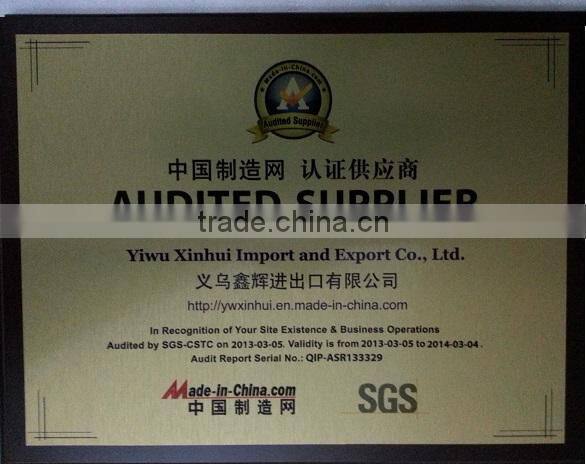 Made-in-China.com
Audited Supplier
中国制造网 认证供应商
AUDITED SUPPLIER
trade.china.cn
Yiwu Xinhui Import and Export Co., Ltd.
义乌鑫辉进出口有限公司
http://ywxinhui.en.made-in-china.com
In Recognition of Your Site Existence & Business Operations
Audited by SGS-CSTC on 2013-03-05. Validity is from 2013-03-05 to 2014-03-04.
Audit Report Serial No.: QIP-ASR133329
Made-in-China.com
中国制造网
SGS